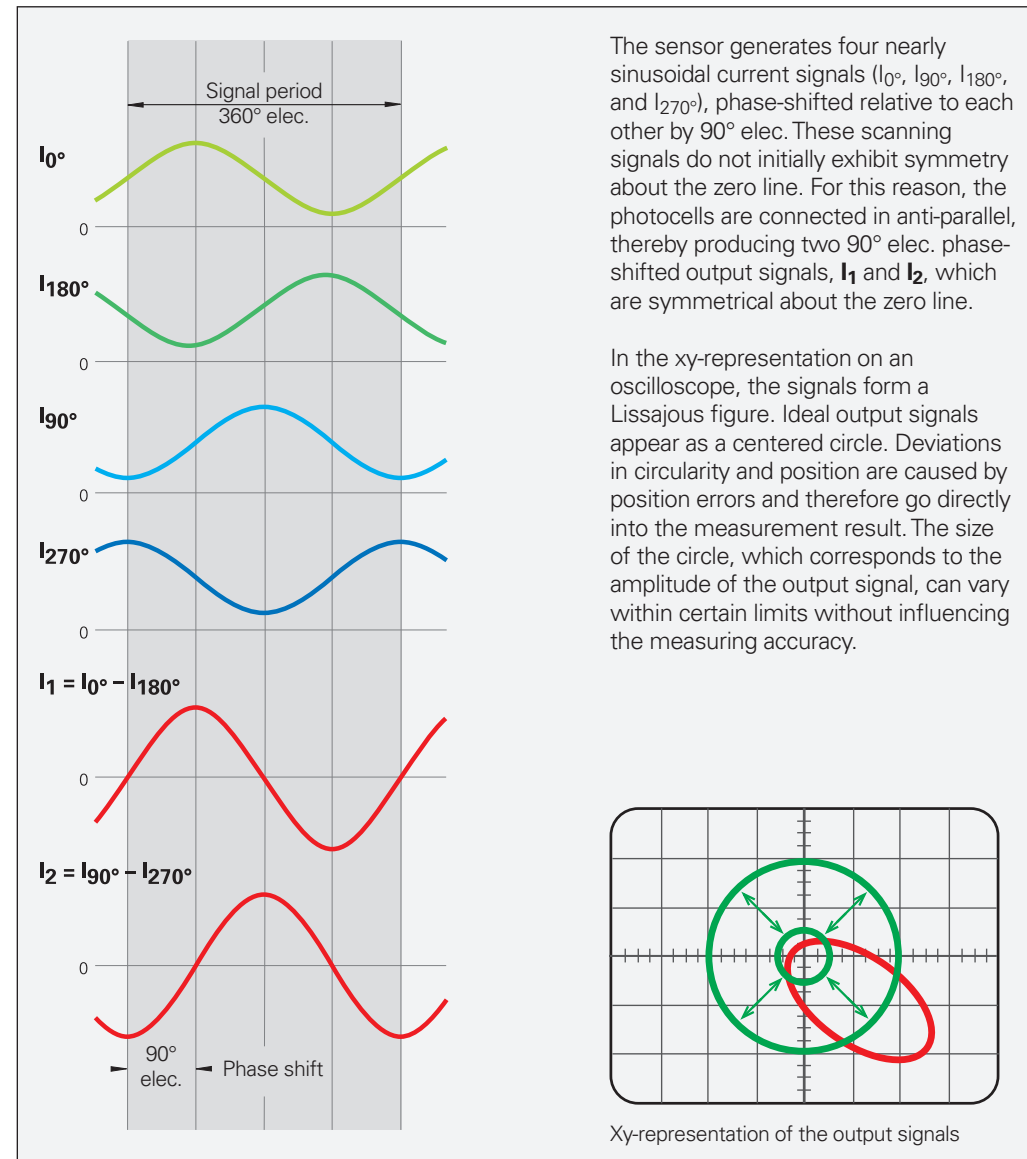 Signal period
360° elec.
I0°
0
I180°
0
I90°
0
I270°
0
I1 = I0° – I180°
0
I2 = I90° – I270°
0
90°
elec.
Phase shift
The sensor generates four nearly
sinusoidal current signals (I0°, I90°, I180°,
and I270°), phase-shifted relative to each
other by 90° elec. These scanning
signals do not initially exhibit symmetry
about the zero line. For this reason, the
photocells are connected in anti-parallel,
thereby producing two 90° elec. phase-
shifted output signals, I1 and I2, which
are symmetrical about the zero line.
In the xy-representation on an
oscilloscope, the signals form a
Lissajous figure. Ideal output signals
appear as a centered circle. Deviations
in circularity and position are caused by
position errors and therefore go directly
into the measurement result. The size
of the circle, which corresponds to the
amplitude of the output signal, can vary
within certain limits without influencing
the measuring accuracy.
Xy-representation of the output signals